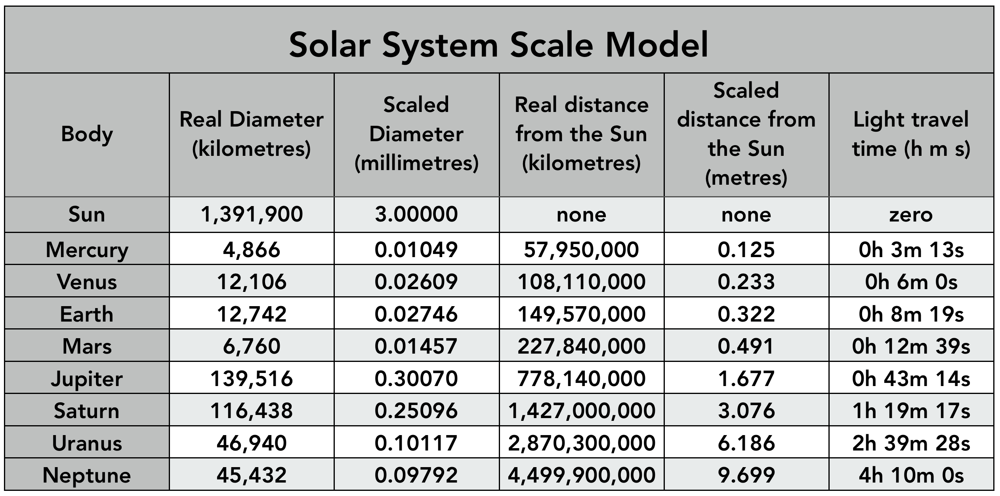 Solar System Scale Model
Body
Real Diameter
(kilometres)
Scaled
Diameter
(millimetres)
Real distance
from the Sun
(kilometres)
Scaled
distance from
the Sun
(metres)
Light travel
time (h m s)
Sun 1,391,900 3.00000 none none zero
Mercury 4,866 0.01049 57,950,000 0.125 0h 3m 13s
Venus 12,106 0.02609 108,110,000 0.233 0h 6m 0s
Earth 12,742 0.02746 149,570,000 0.322 0h 8m 19s
Mars 6,760 0.01457 227,840,000 0.491 0h 12m 39s
Jupiter 139,516 0.30070 778,140,000 1.677 0h 43m 14s
Saturn 116,438 0.25096 1,427,000,000 3.076 1h 19m 17s
Uranus 46,940 0.10117 2,870,300,000 6.186 2h 39m 28s
Neptune 45,432 0.09792 4,499,900,000 9.699 4h 10m 0s